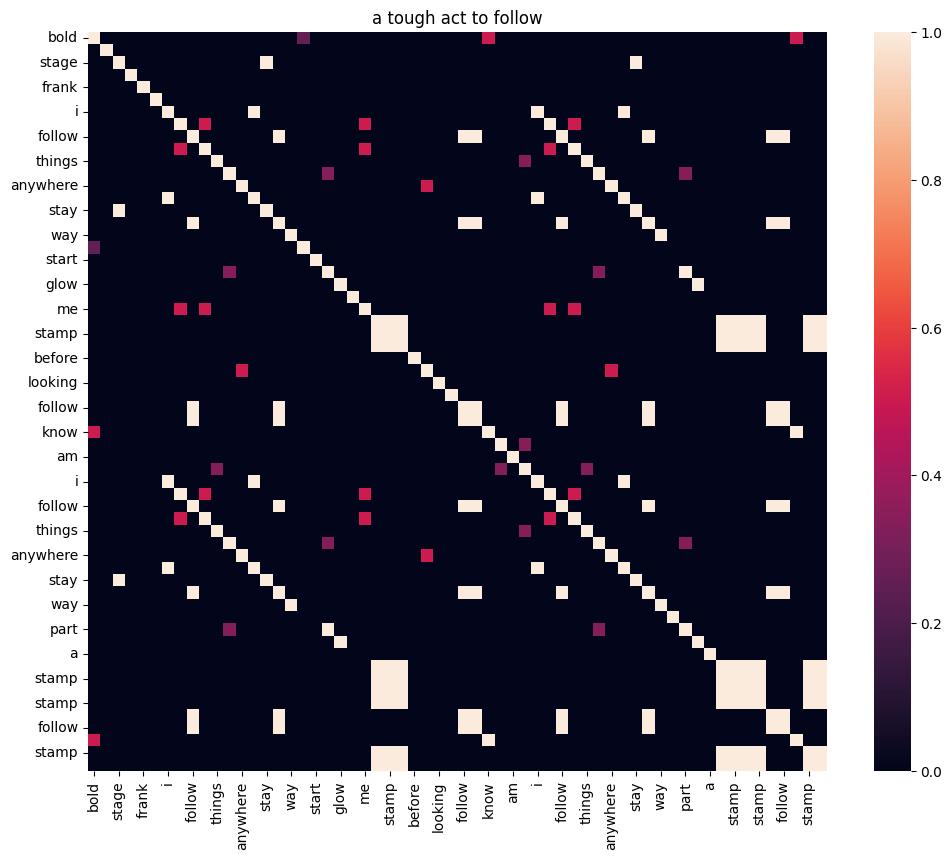 a tough act to follow
bold
stage
frank
i
follow
things
anywhere
stay
way
start
glow
me
stamp
before
looking
follow
know
am
i
follow
things
anywhere
stay
way
part
a
stamp
stamp
follow
stamp
1.0
0.8
0.6
0.4
0.2
0.0
bold
stage
frank
i
follow
things
anywhere
stay
way
start
glow
me
stamp
before
looking
follow
know
am
i
follow
things
anywhere
stay
way
part
a
stamp
stamp
follow
stamp